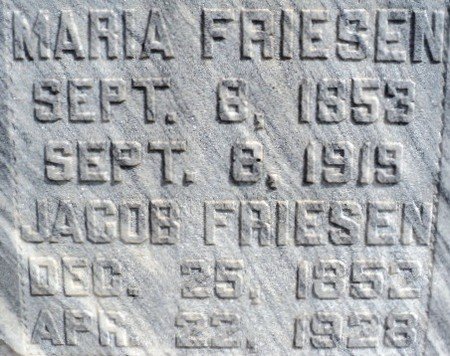 MARIA FRIESEN
SEPT. 8, 1853
SEPT. 8, 1919
JACOB FRIESEN
DEC. 25, 1852
APR. 22, 1928